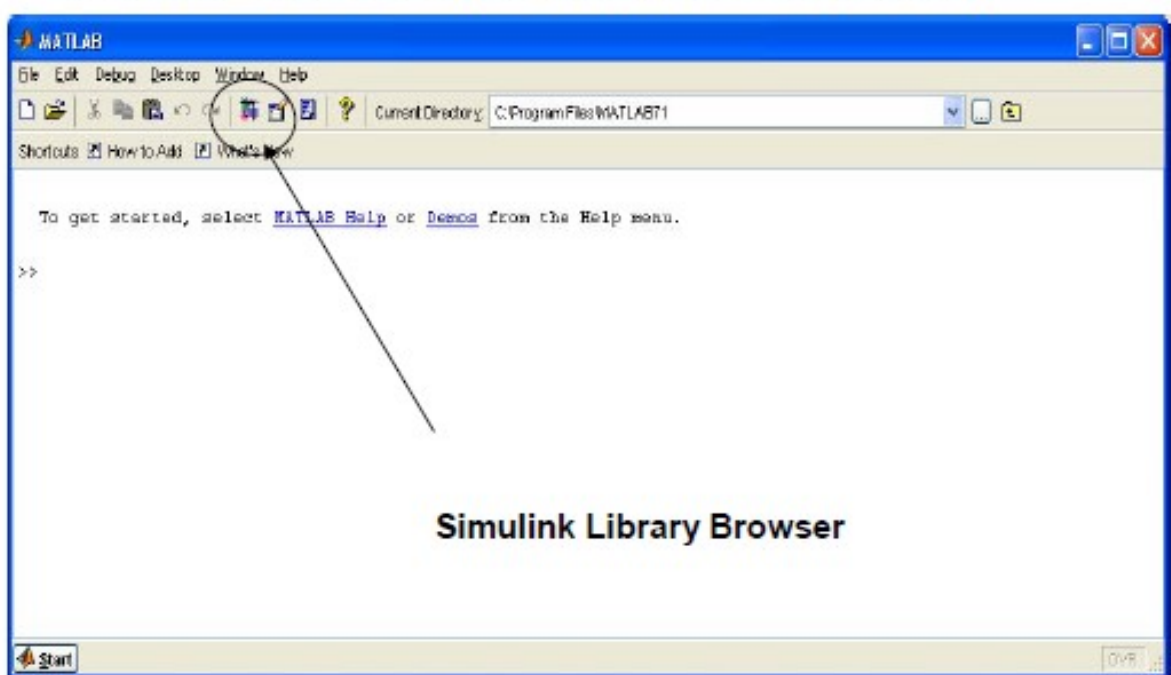 MATLAB
File Edit Debug Desktop Window Help
Current Directory: C:\Program Files\MATLAB71
Shortcuts How to Add What's New
To get started, select MATLAB Help or Demos from the Help menu.
>>
Simulink Library Browser
Start OVR